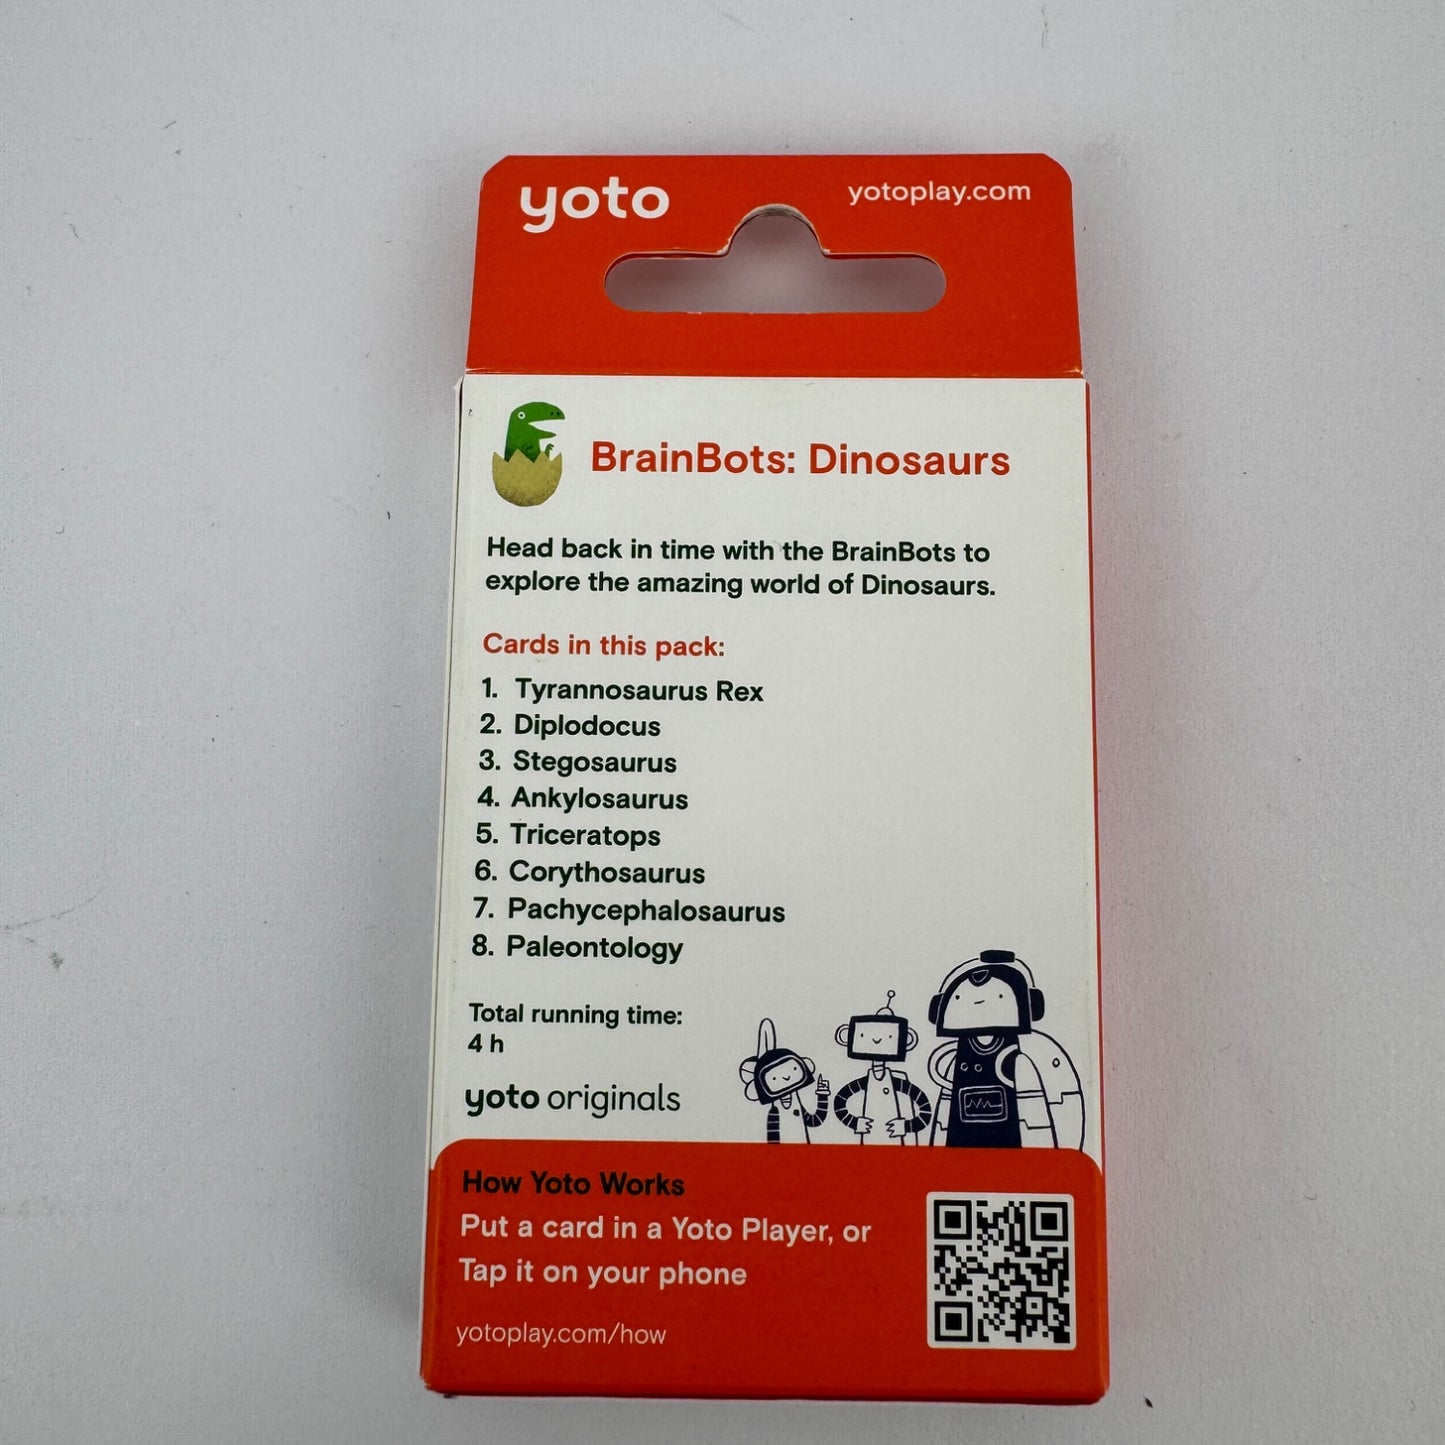 yoto
yotoplay.com
BrainBots: Dinosaurs
Head back in time with the BrainBots to
explore the amazing world of Dinosaurs.
Cards in this pack:
1. Tyrannosaurus Rex
2. Diplodocus
3. Stegosaurus
4. Ankylosaurus
5. Triceratops
6. Corythosaurus
7. Pachycephalosaurus
8. Paleontology
Total running time:
4 h
yoto originals
How Yoto Works
Put a card in a Yoto Player, or
Tap it on your phone
yotoplay.com/how